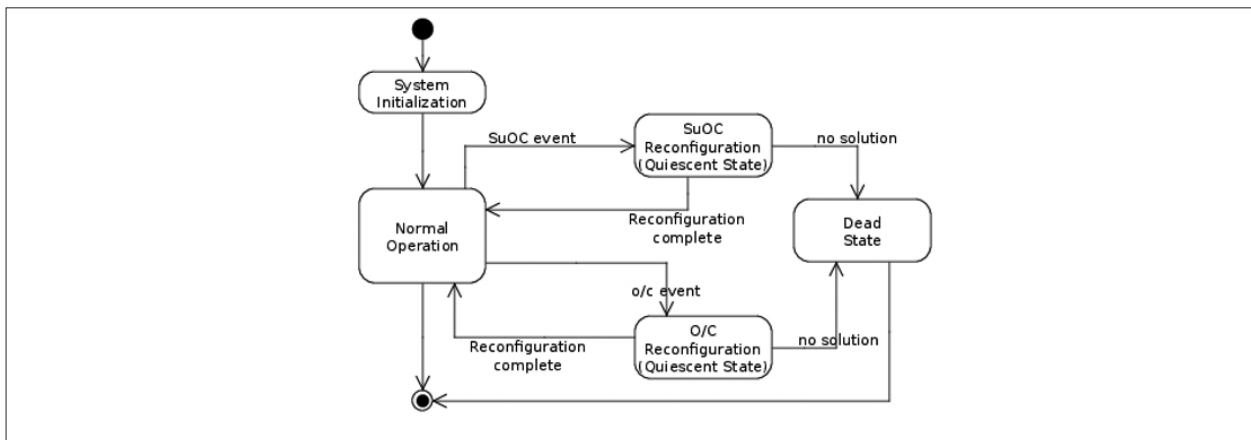 System
Initialization
SuOC event
SuOC
Reconfiguration
(Quiescent State)
no solution
Reconfiguration
complete
Normal
Operation
Dead
State
o/c event
O/C
Reconfiguration
(Quiescent State)
no solution
Reconfiguration
complete